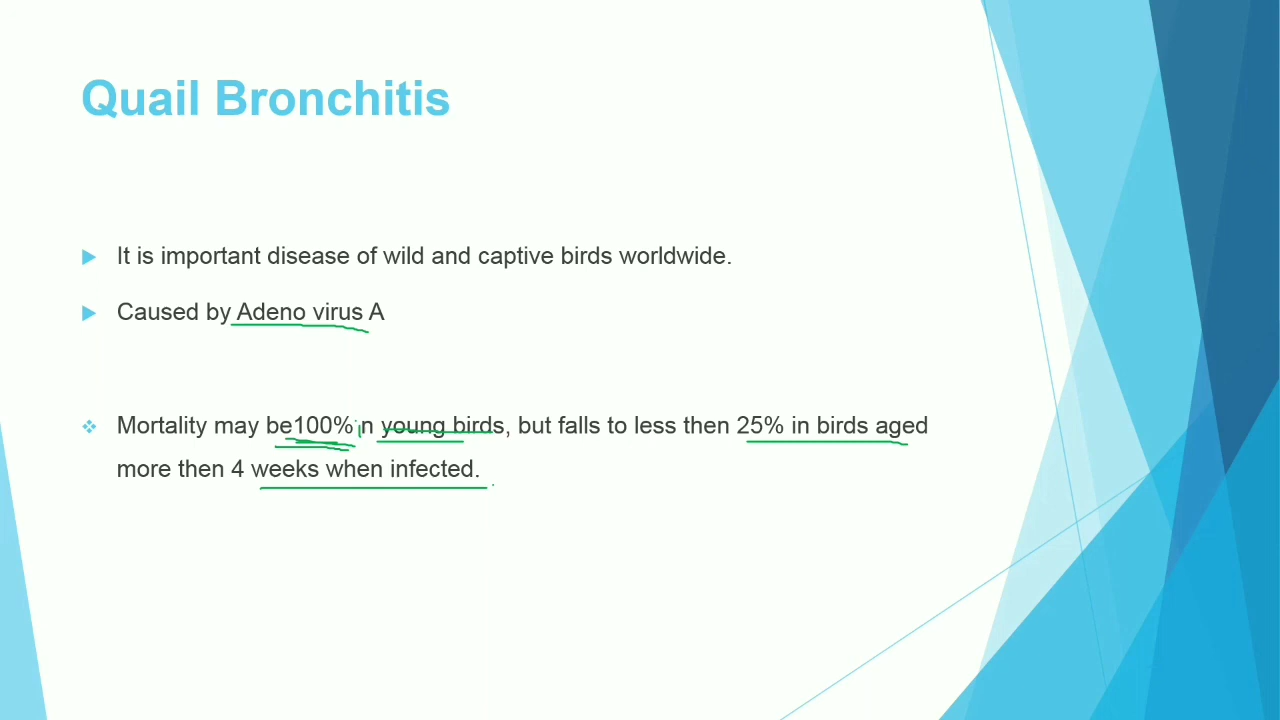 Quail Bronchitis
It is important disease of wild and captive birds worldwide.
Caused by Adeno virus A
Mortality may be100% in young birds, but falls to less then 25% in birds aged
more then 4 weeks when infected.